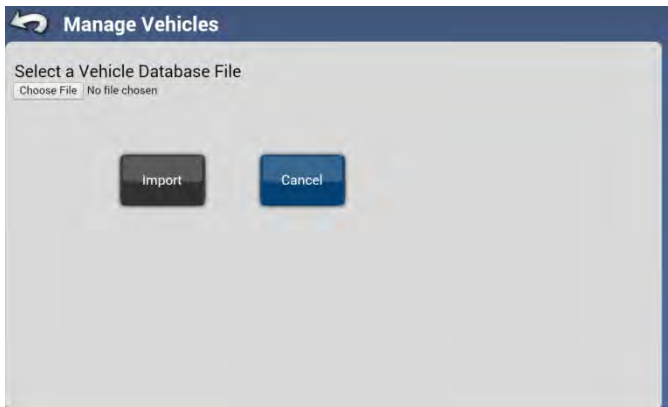 Manage Vehicles
Select a Vehicle Database File
Choose File No file chosen
Import Cancel